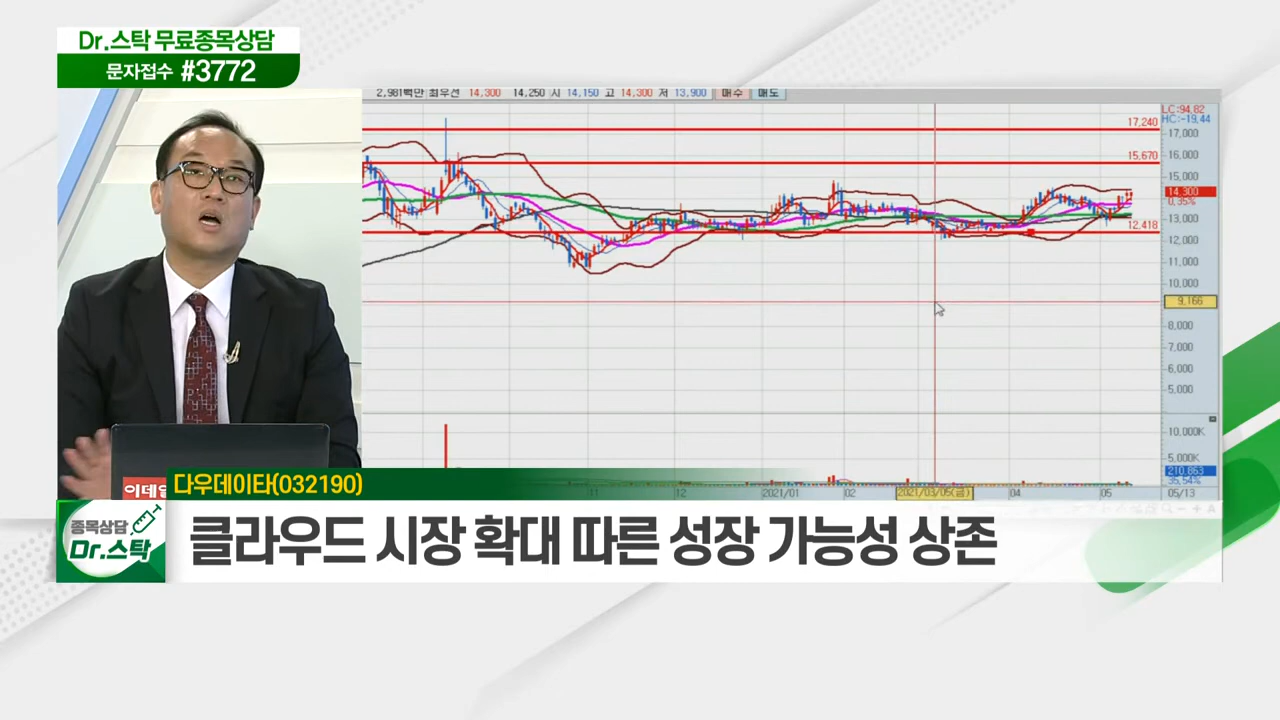 Dr.스탁 무료종목상담
문자접수 #3772
2,981백만 최우선 14,300 14,250 시 14,150 고 14,300 저 13,900 매수 매도
LC:94.82
HC:-19.44
17,240
17,000
16,000
15,670
15,000
14,300
0.35%
13,000
12,418
12,000
11,000
10,000
9,166
8,000
7,000
6,000
5,000
10,000K
5,000K
210,863
35.54%
11 12 2021/01 02 2021/03/05(금) 04 05 05/13
이데일
다우데이타(032190)
종목상담
Dr.스탁
클라우드 시장 확대 따른 성장 가능성 상존